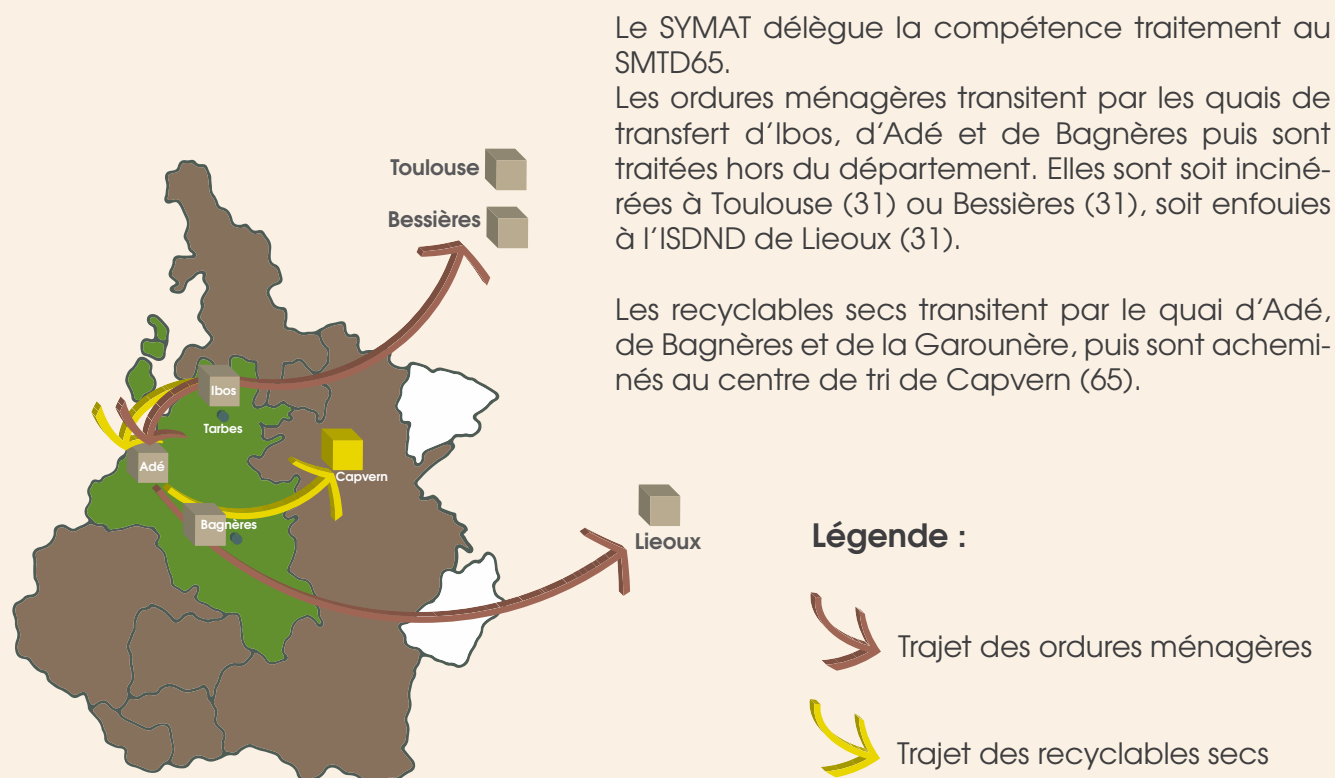 Le SYMAT délègue la compétence traitement au
SMTD65.
Les ordures ménagères transitent par les quais de
transfert d'Ibos, d'Adé et de Bagnères puis sont
traitées hors du département. Elles sont soit inciné-
rées à Toulouse (31) ou Bessières (31), soit enfouies
à l'ISDND de Lieoux (31).
Les recyclables secs transitent par le quai d'Adé,
de Bagnères et de la Garounère, puis sont achemi-
nés au centre de tri de Capvern (65).
Toulouse
Bessières
Ibos
Tarbes
Adé
Capvern
Bagnères
Lieoux
Légende :
Trajet des ordures ménagères
Trajet des recyclables secs